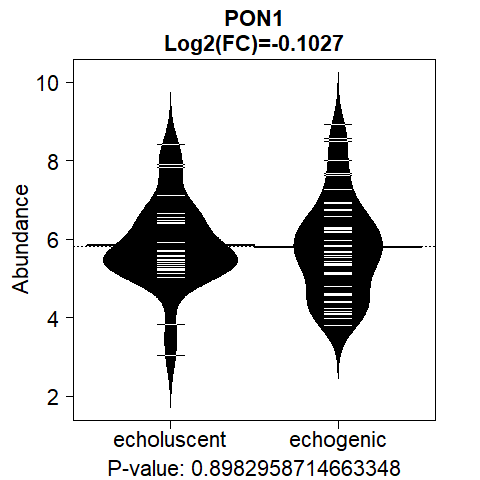 PON1
Log2(FC)=-0.1027
Abundance
10
8
6
4
2
echoluscent echogenic
P-value: 0.8982958714663348